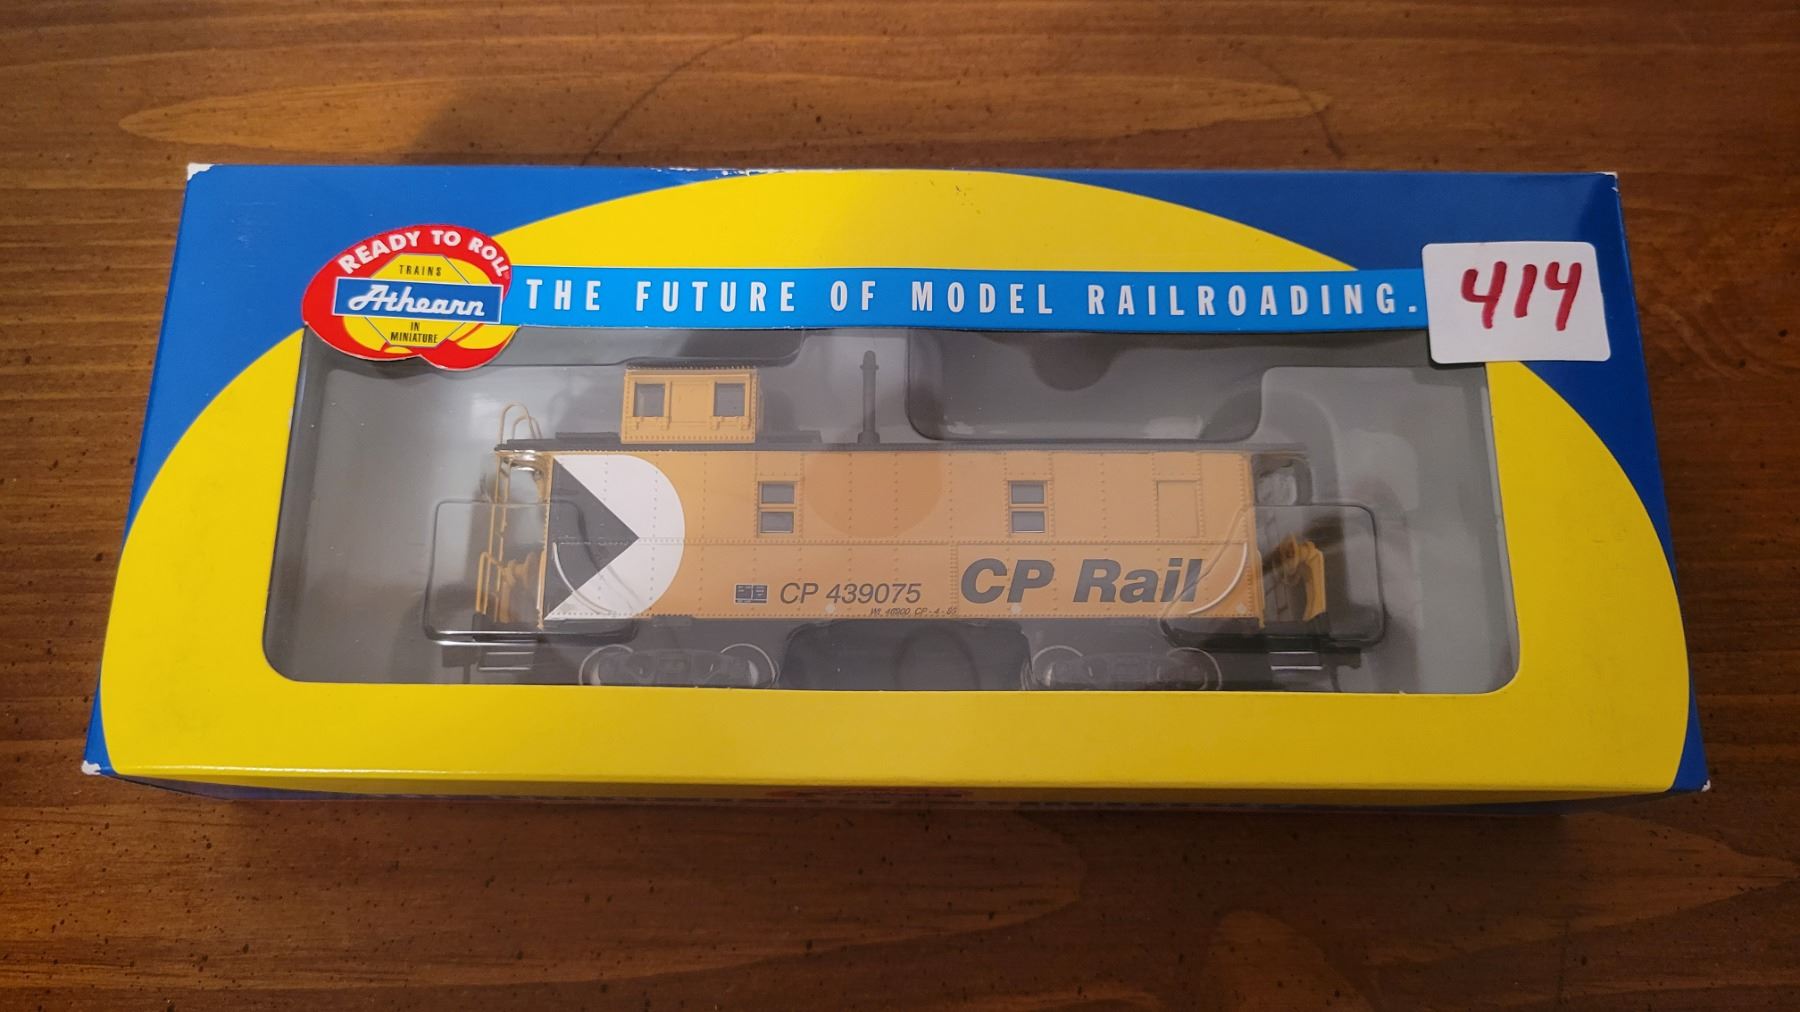 READY TO ROLL
TRAINS
Athearn
IN
MINIATURE
THE FUTURE OF MODEL RAILROADING.
414
CP 439075
CP Rail